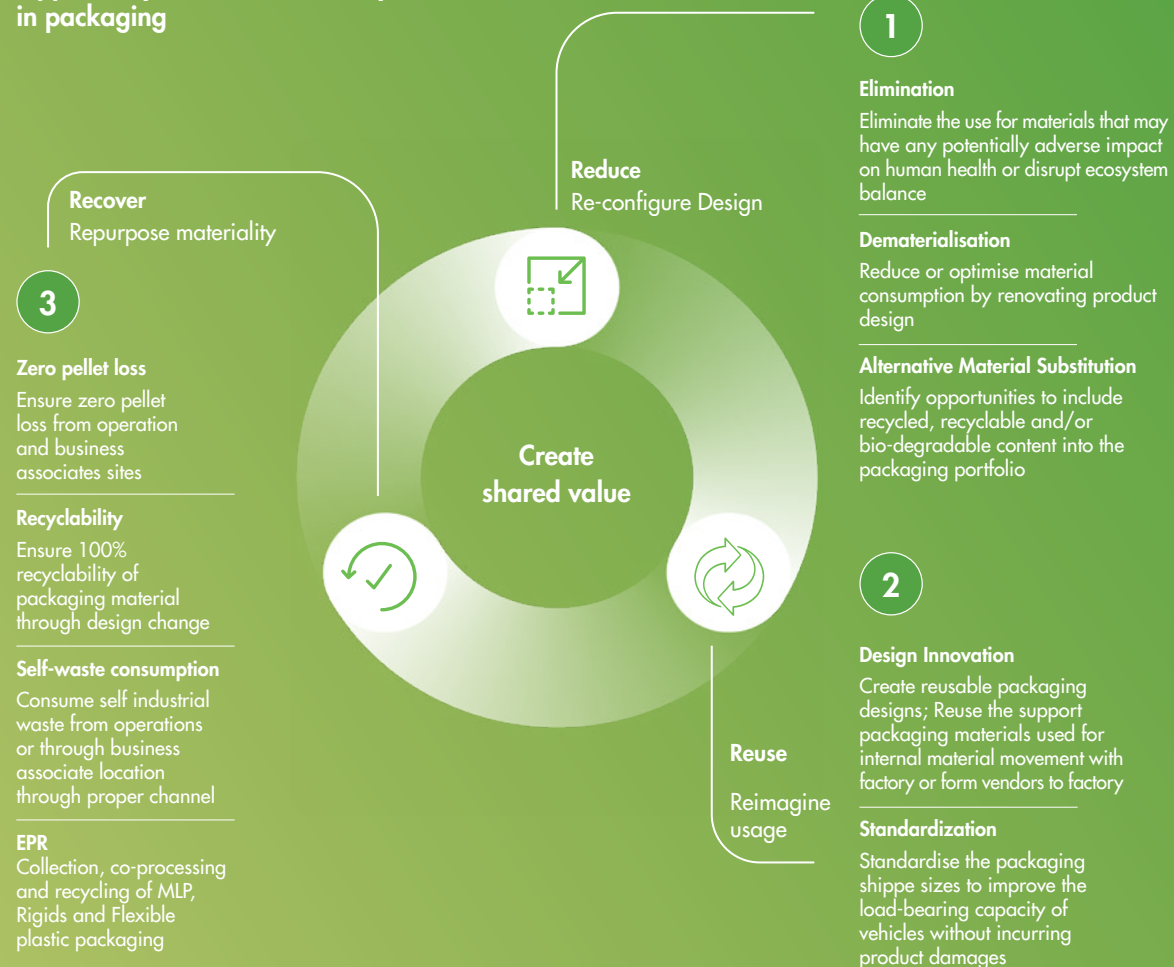 in packaging
Reduce
Re-configure Design
1
Elimination
Eliminate the use for materials that may
have any potentially adverse impact
on human health or disrupt ecosystem
balance
Dematerialisation
Reduce or optimise material
consumption by renovating product
design
Alternative Material Substitution
Identify opportunities to include
recycled, recyclable and/or
bio-degradable content into the
packaging portfolio
Create
shared value
Reuse
Reimagine
usage
2
Design Innovation
Create reusable packaging
designs; Reuse the support
packaging materials used for
internal material movement with
factory or form vendors to factory
Standardization
Standardise the packaging
shippe sizes to improve the
load-bearing capacity of
vehicles without incurring
product damages
Recover
Repurpose materiality
3
Zero pellet loss
Ensure zero pellet
loss from operation
and business
associates sites
Recyclability
Ensure 100%
recyclability of
packaging material
through design change
Self-waste consumption
Consume self industrial
waste from operations
or through business
associate location
through proper channel
EPR
Collection, co-processing
and recycling of MLP,
Rigids and Flexible
plastic packaging